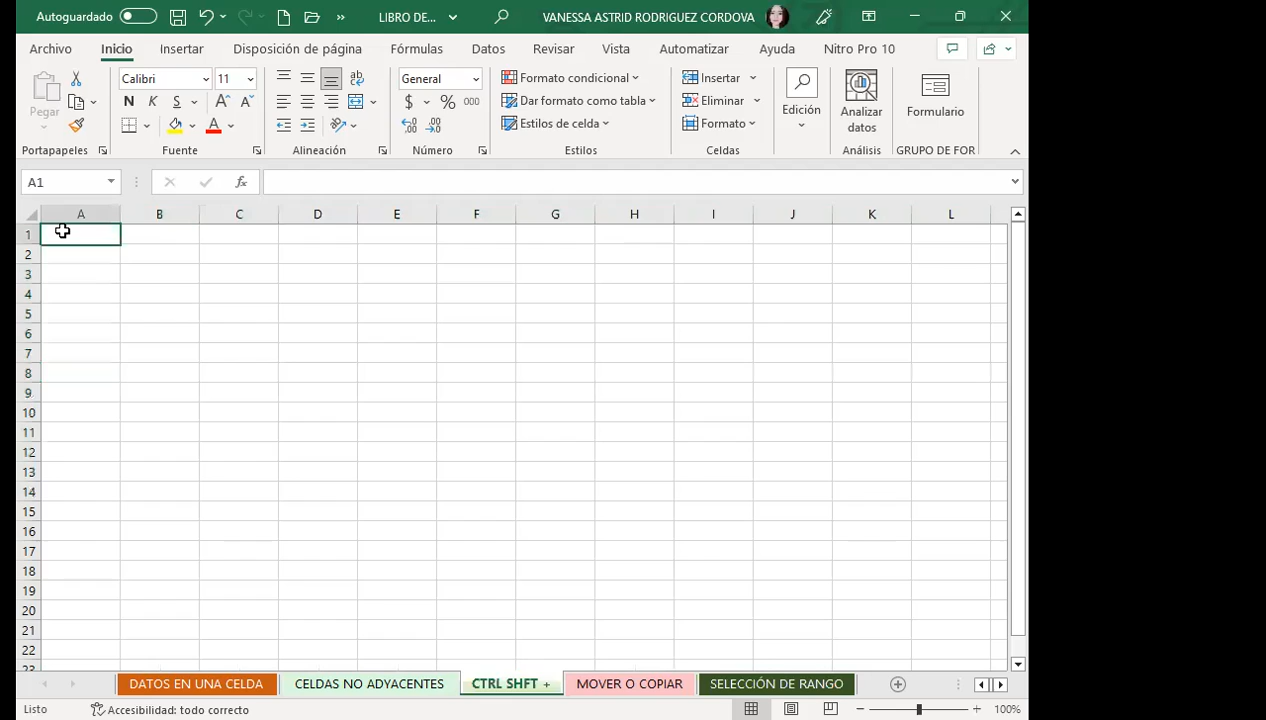 Autoguardado LIBRO DE... VANESSA ASTRID RODRIGUEZ CORDOVA
Archivo Inicio Insertar Disposición de página Fórmulas Datos Revisar Vista Automatizar Ayuda Nitro Pro 10
Pegar
Calibri 11
N K S A A
A
General
$ % 000
Formato condicional
Dar formato como tabla
Estilos de celda
Insertar
Eliminar
Formato
Edición
Analizar datos
Formulario
Portapapeles Fuente Alineación Número Estilos Celdas Análisis GRUPO DE FOR
A1 fx
A B C D E F G H I J K L
1
2
3
4
5
6
7
8
9
10
11
12
13
14
15
16
17
18
19
20
21
22
23
DATOS EN UNA CELDA CELDAS NO ADYACENTES CTRL SHFT + MOVER O COPIAR SELECCIÓN DE RANGO
Listo Accesibilidad: todo correcto 100%